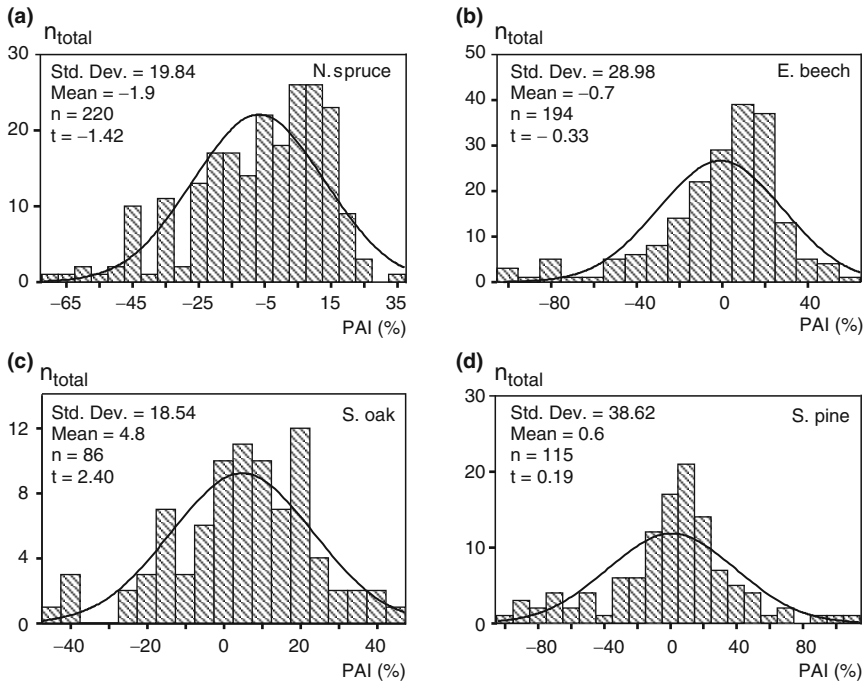 (a)
n total
30
20
10
0
Std. Dev. = 19.84
Mean = −1.9
n = 220
t = −1.42
N. spruce
−65 −45 −25 −5 15 35
PAI (%)
(b)
n total
50
40
30
20
10
0
Std. Dev. = 28.98
Mean = −0.7
n = 194
t = − 0.33
E. beech
−80 −40 0 40
PAI (%)
(c)
n total
12
8
4
0
Std. Dev. = 18.54
Mean = 4.8
n = 86
t = 2.40
S. oak
−40 −20 0 20 40
PAI (%)
(d)
n total
30
20
10
0
Std. Dev. = 38.62
Mean = 0.6
n = 115
t = 0.19
S. pine
−80 −40 0 40 80
PAI (%)